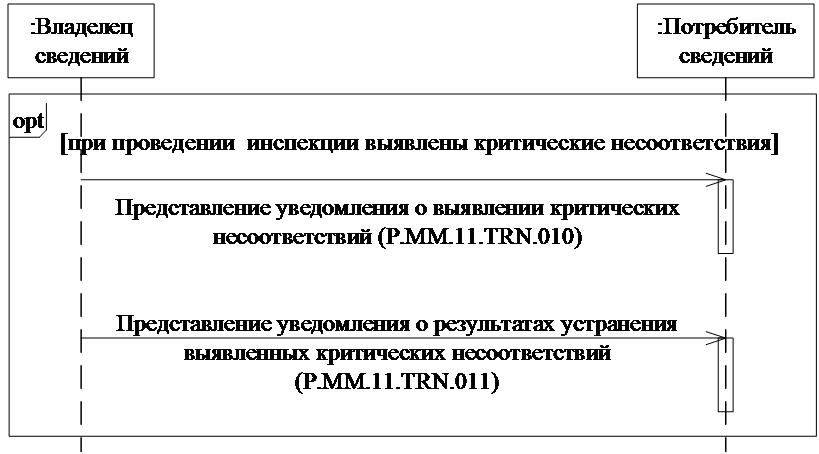 :Владелец
сведений
:Потребитель
сведений
opt
[при проведении  инспекции выявлены критические несоответствия]
Представление уведомления о выявлении критических
несоответствий (P.MM.11.TRN.010)
Представление уведомления о результатах устранения
выявленных критических несоответствий
(P.MM.11.TRN.011)